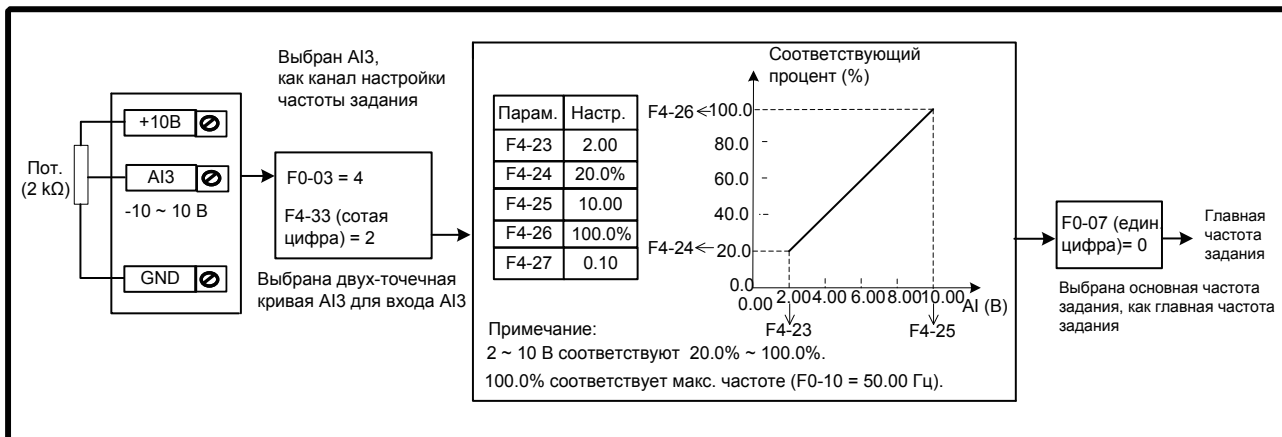 Пот.
(2 kΩ)
+10В
AI3
-10 ~ 10 В
GND
Выбран AI3,
как канал настройки
частоты задания
F0-03 = 4
F4-33 (сотая
цифра) = 2
Выбрана двух-точечная
кривая AI3 для входа AI3
Парам. Настр.
F4-23 2.00
F4-24 20.0%
F4-25 10.00
F4-26 100.0%
F4-27 0.10
Соответствующий
процент (%)
F4-26 100.0
80.0
60.0
40.0
F4-24 20.0
0.0
0.00 2.00 4.00 6.00 8.00 10.00
AI (В)
F4-23 F4-25
Примечание:
2 ~ 10 В соответствуют 20.0% ~ 100.0%.
100.0% соответствует макс. частоте (F0-10 = 50.00 Гц).
F0-07 (един.
цифра)= 0
Главная
частота
задания
Выбрана основная частота
задания, как главная частота
задания